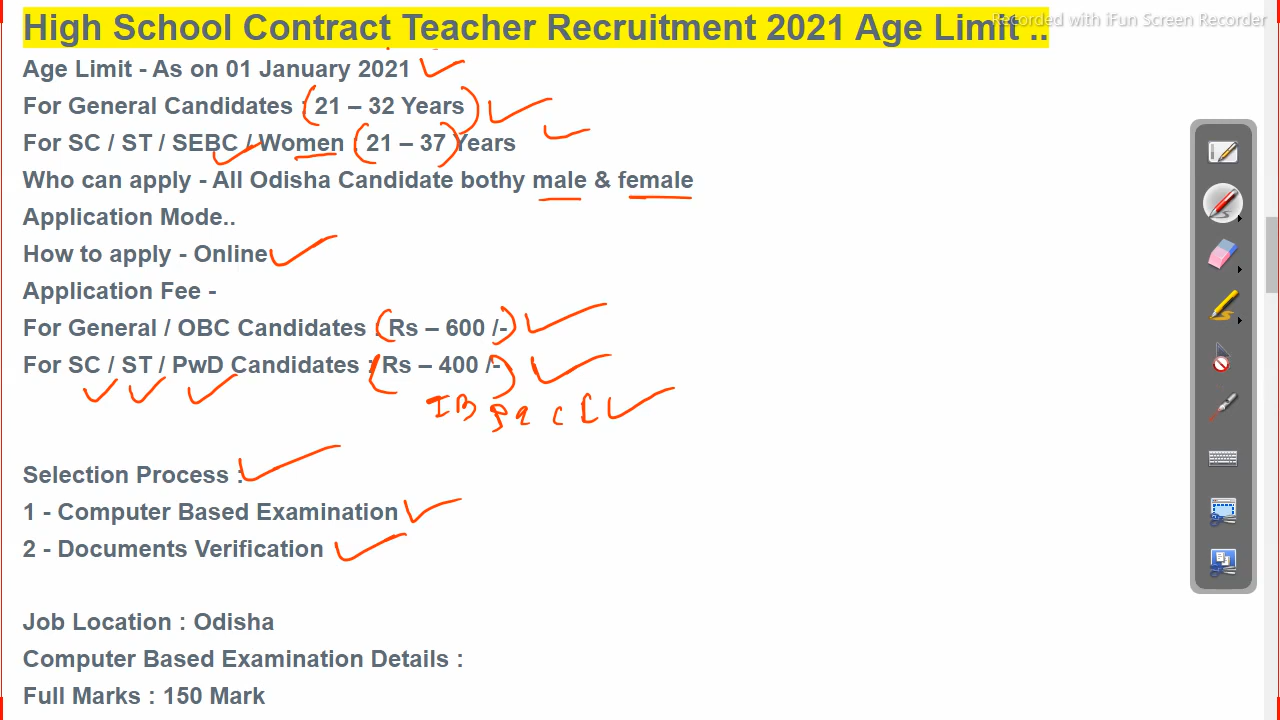 High School Contract Teacher Recruitment 2021 Age Limit ..
Recorded with iFun Screen Recorder
Age Limit - As on 01 January 2021
For General Candidates : 21 – 32 Years
For SC / ST / SEBC / Women 21 – 37 Years
Who can apply - All Odisha Candidate bothy male & female
Application Mode..
How to apply - Online
Application Fee -
For General / OBC Candidates : Rs – 600 /-
For SC / ST / PwD Candidates : Rs – 400 /-
IB
Selection Process :
1 - Computer Based Examination
2 - Documents Verification
Job Location : Odisha
Computer Based Examination Details :
Full Marks : 150 Mark